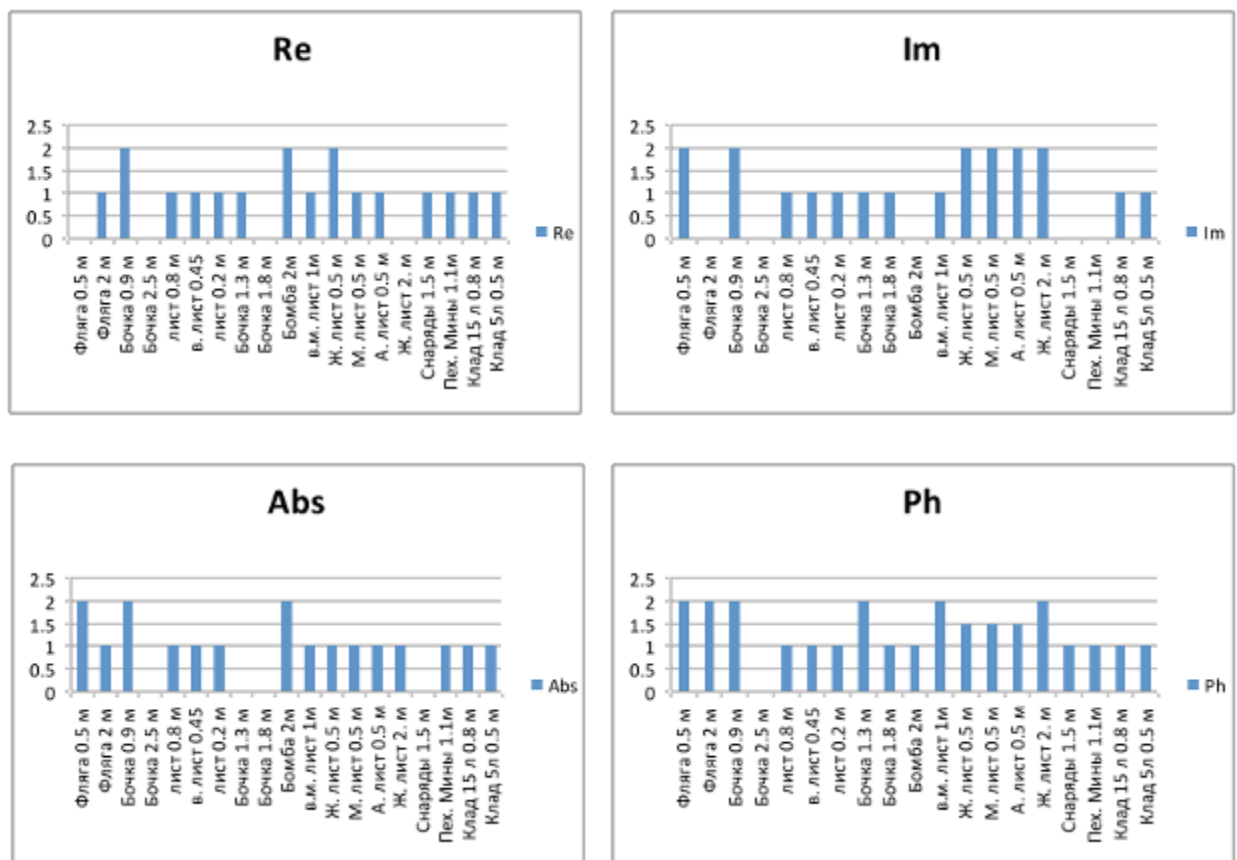 Re
2.5
2
1.5
1
0.5
0
Фляга 0.5 м
Фляга 2 м
Бочка 0.9 м
Бочка 2.5 м
лист 0.8 м
в. лист 0.45
лист 0.2 м
Бочка 1.3 м
Бочка 1.8 м
Бомба 2м
в.м. лист 1м
Ж. лист 0.5 м
М. лист 0.5 м
А. лист 0.5 м
Ж. лист 2. м
Снаряды 1.5 м
Пех. Мины 1.1м
Клад 15 л 0.8 м
Клад 5л 0.5 м
Re
Im
2.5
2
1.5
1
0.5
0
Фляга 0.5 м
Фляга 2 м
Бочка 0.9 м
Бочка 2.5 м
лист 0.8 м
в. лист 0.45
лист 0.2 м
Бочка 1.3 м
Бочка 1.8 м
Бомба 2м
в.м. лист 1м
Ж. лист 0.5 м
М. лист 0.5 м
А. лист 0.5 м
Ж. лист 2. м
Снаряды 1.5 м
Пех. Мины 1.1м
Клад 15 л 0.8 м
Клад 5л 0.5 м
Im
Abs
2.5
2
1.5
1
0.5
0
Фляга 0.5 м
Фляга 2 м
Бочка 0.9 м
Бочка 2.5 м
лист 0.8 м
в. лист 0.45
лист 0.2 м
Бочка 1.3 м
Бочка 1.8 м
Бомба 2м
в.м. лист 1м
Ж. лист 0.5 м
М. лист 0.5 м
А. лист 0.5 м
Ж. лист 2. м
Снаряды 1.5 м
Пех. Мины 1.1м
Клад 15 л 0.8 м
Клад 5л 0.5 м
Abs
Ph
2.5
2
1.5
1
0.5
0
Фляга 0.5 м
Фляга 2 м
Бочка 0.9 м
Бочка 2.5 м
лист 0.8 м
в. лист 0.45
лист 0.2 м
Бочка 1.3 м
Бочка 1.8 м
Бомба 2м
в.м. лист 1м
Ж. лист 0.5 м
М. лист 0.5 м
А. лист 0.5 м
Ж. лист 2. м
Снаряды 1.5 м
Пех. Мины 1.1м
Клад 15 л 0.8 м
Клад 5л 0.5 м
Ph